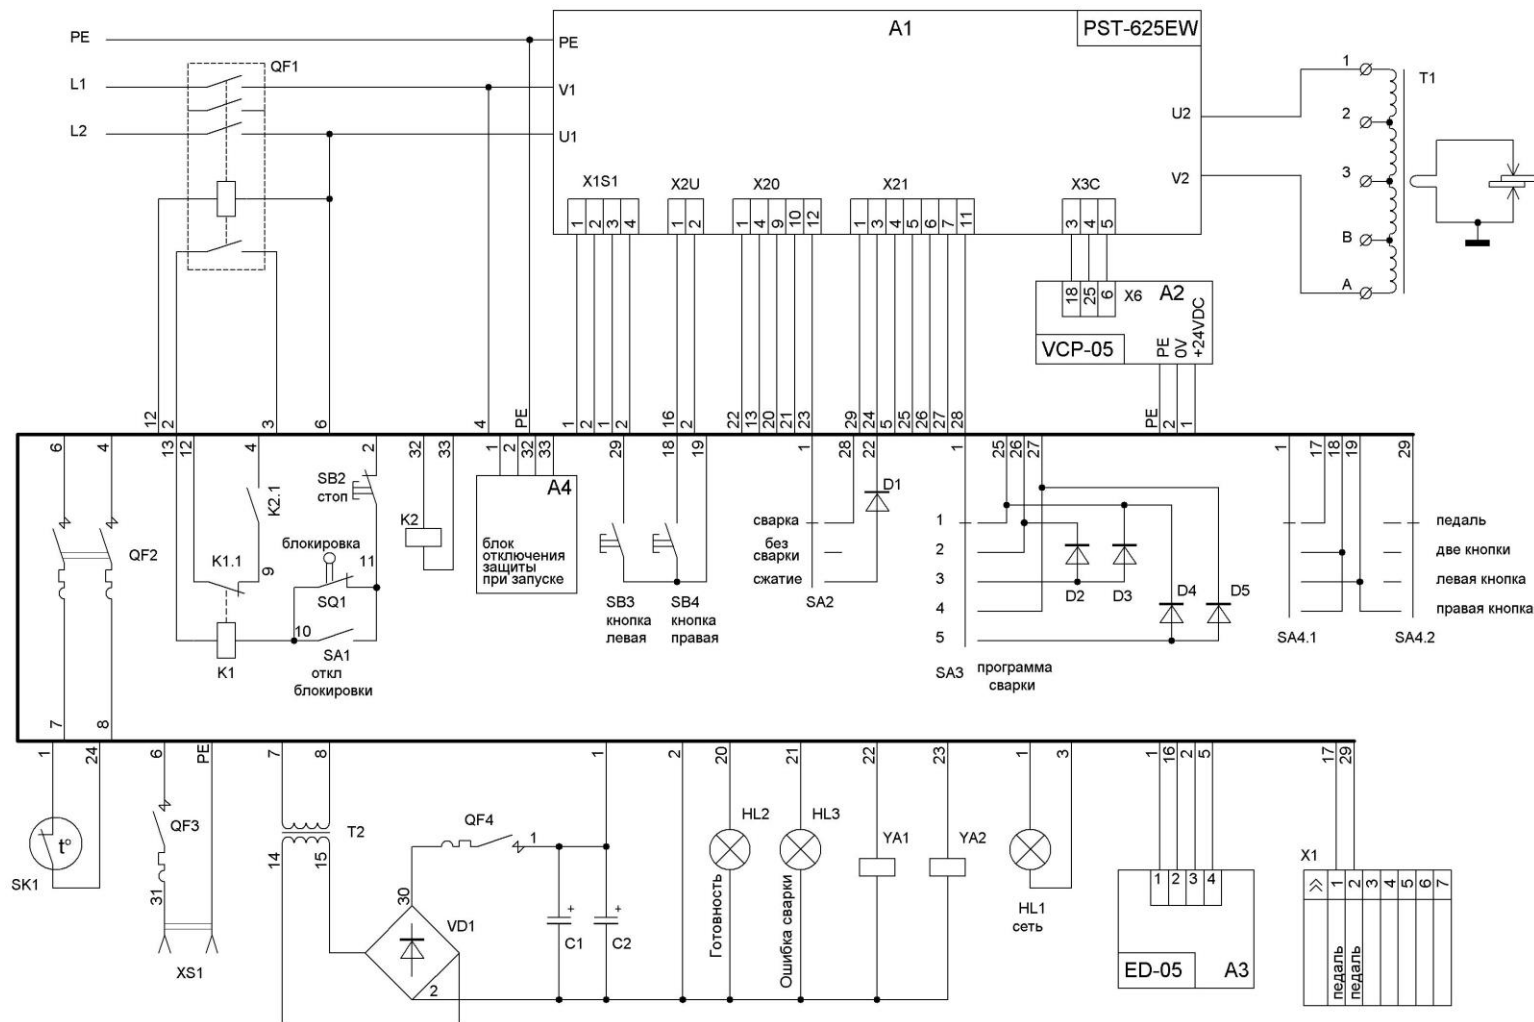 A1 PST-625EW
PE PE
QF1
L1 V1
L2 U1
U2
V2
1
2
3
B
A
T1
X1S1 X2U X20 X21 X3C
1 2 3 4
1 2
1 4 9 10 12
1 3 4 5 6 7 11
3 4 5
18 25 6 X6 A2
VCP-05
PE 0V +24VDC
12 2 3 6 4 PE 1 2 1 2 16 2 22 13 20 21 23 29 24 5 25 26 27 28 PE 2 1
6 4 13 12 4 2 32 33 1 2 32 33 29 18 19 1 28 22 1 25 26 27 1 17 18 19 29
SB2
стоп
K2.1
K2
A4
блок
отключения
защиты
при запуске
QF2
K1.1
9
блокировка
11
SQ1
10
SA1
откл
блокировки
K1
SB3
кнопка
левая
SB4
кнопка
правая
D1
сварка
без
сварки
сжатие
SA2
1
2
3
4
5
D2 D3 D4 D5
SA3 программа
сварки
педаль
две кнопки
левая кнопка
правая кнопка
SA4.1 SA4.2
7 8
1 24 6 PE 7 8 1 2 20 21 22 23 1 3 1 16 2 5 17 29
t°
SK1
QF3
31
XS1
T2
14 15
QF4
1
30
VD1
2
+
C1
+
C2
HL2
Готовность
HL3
Ошибка сварки
YA1
YA2
HL1
сеть
1 2 3 4
ED-05 A3
X1
1 2 3 4 5 6 7
педаль
педаль